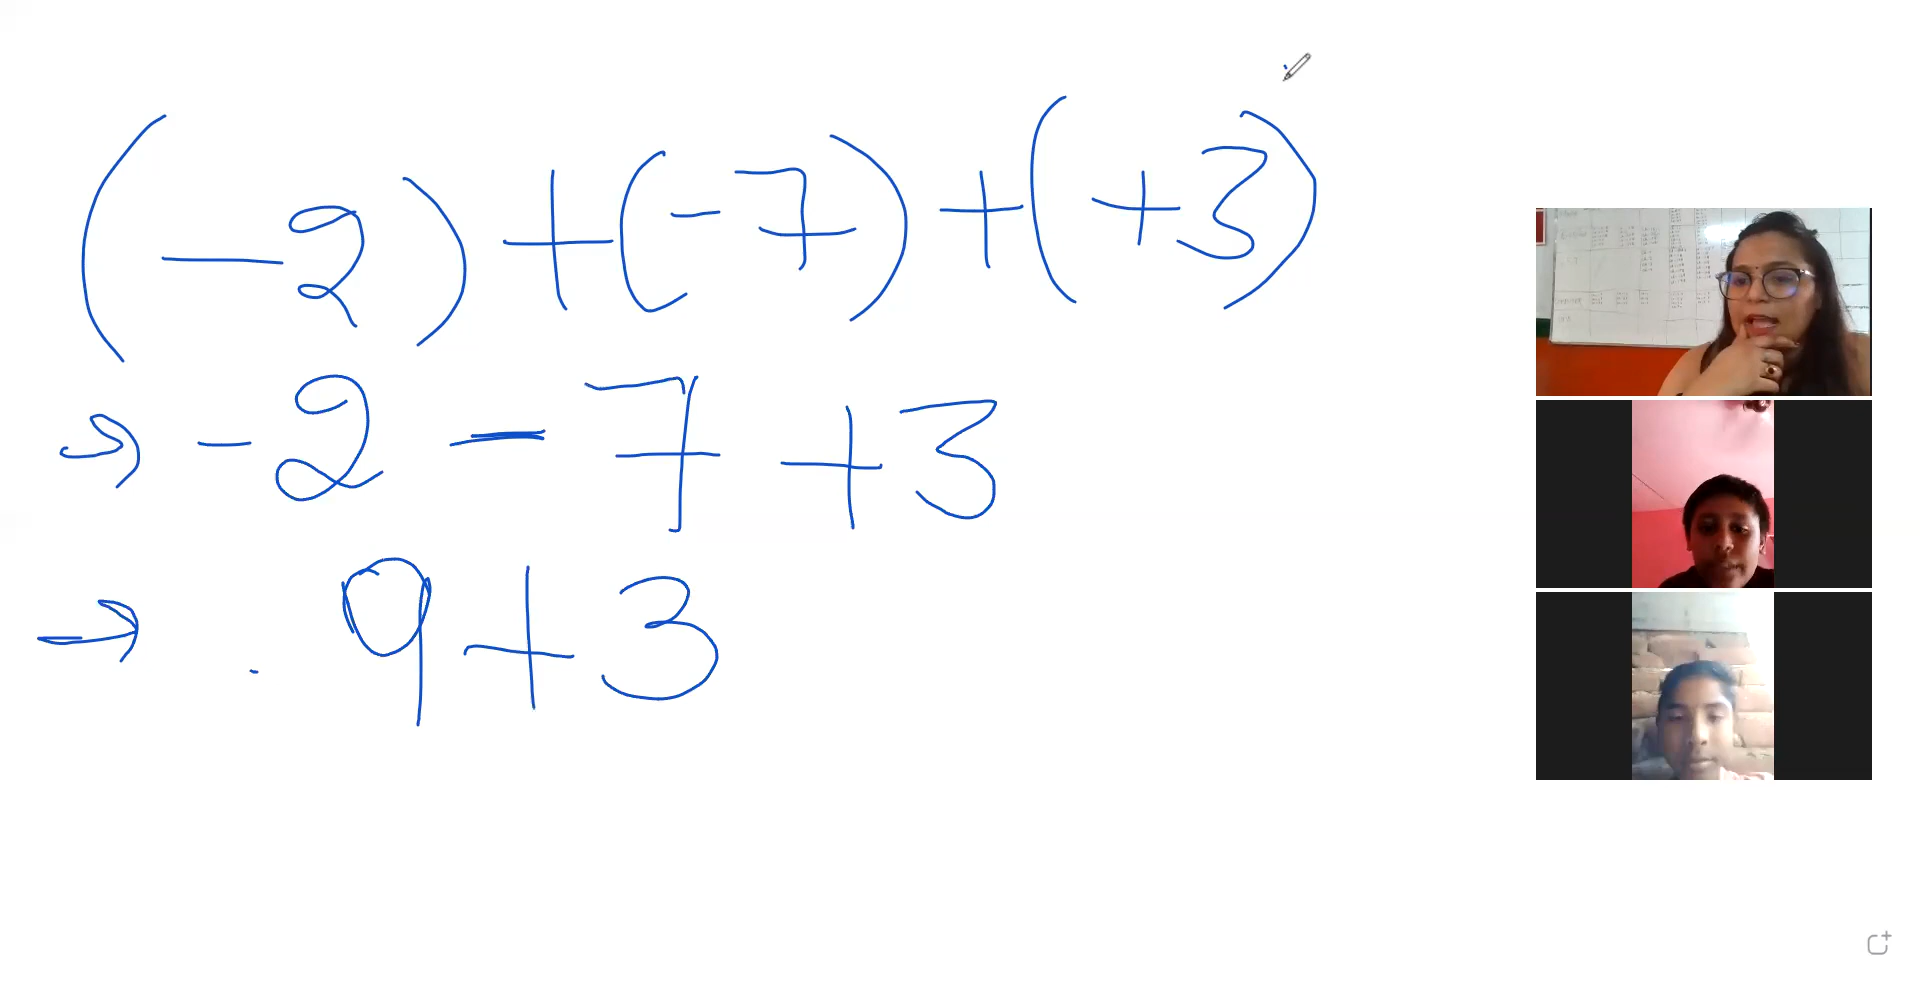 (-2) + (-7) + (+3)
→ -2 - 7 + 3
→ . 9 + 3